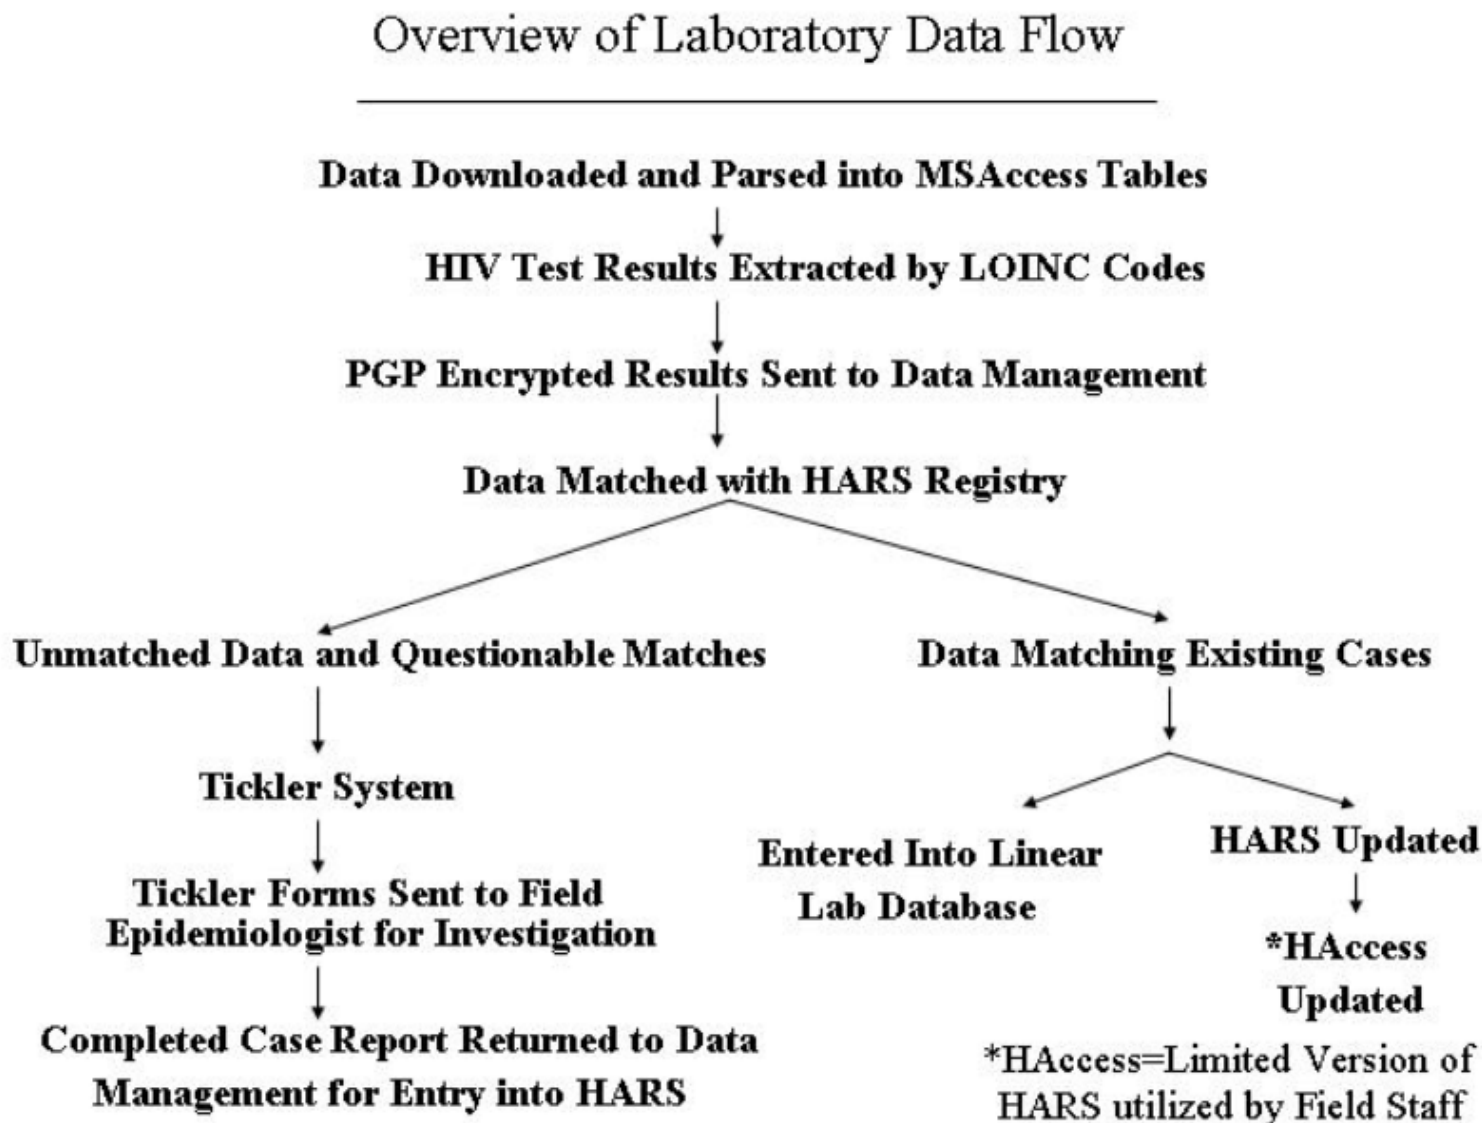 Overview of Laboratory Data Flow
Data Downloaded and Parsed into MSAccess Tables
HIV Test Results Extracted by LOINC Codes
PGP Encrypted Results Sent to Data Management
Data Matched with HARS Registry
Unmatched Data and Questionable Matches
Tickler System
Tickler Forms Sent to Field
Epidemiologist for Investigation
Completed Case Report Returned to Data
Management for Entry into HARS
Data Matching Existing Cases
Entered Into Linear
Lab Database
HARS Updated
*HAccess
Updated
*HAccess=Limited Version of
HARS utilized by Field Staff